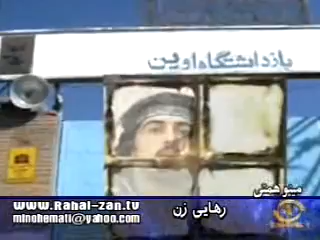 بازداشتگاه اوین
مینو همتی
www.Rahai-zan.tv
رهایی زن
minohemati@yahoo.com